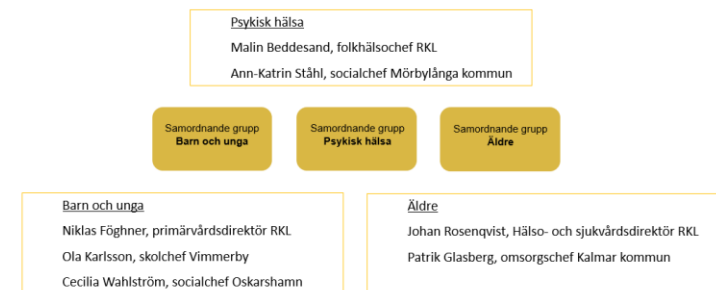 Psykisk hälsa
Malin Beddesand, folkhälsochef RKL
Ann-Katrin Ståhl, socialchef Mörbylånga kommun
Samordnande grupp
Barn och unga
Samordnande grupp
Psykisk hälsa
Samordnande grupp
Äldre
Barn och unga
Niklas Föghner, primärvårdsdirektör RKL
Ola Karlsson, skolchef Vimmerby
Cecilia Wahlström, socialchef Oskarshamn
Äldre
Johan Rosenqvist, Hälso- och sjukvårdsdirektör RKL
Patrik Glasberg, omsorgschef Kalmar kommun